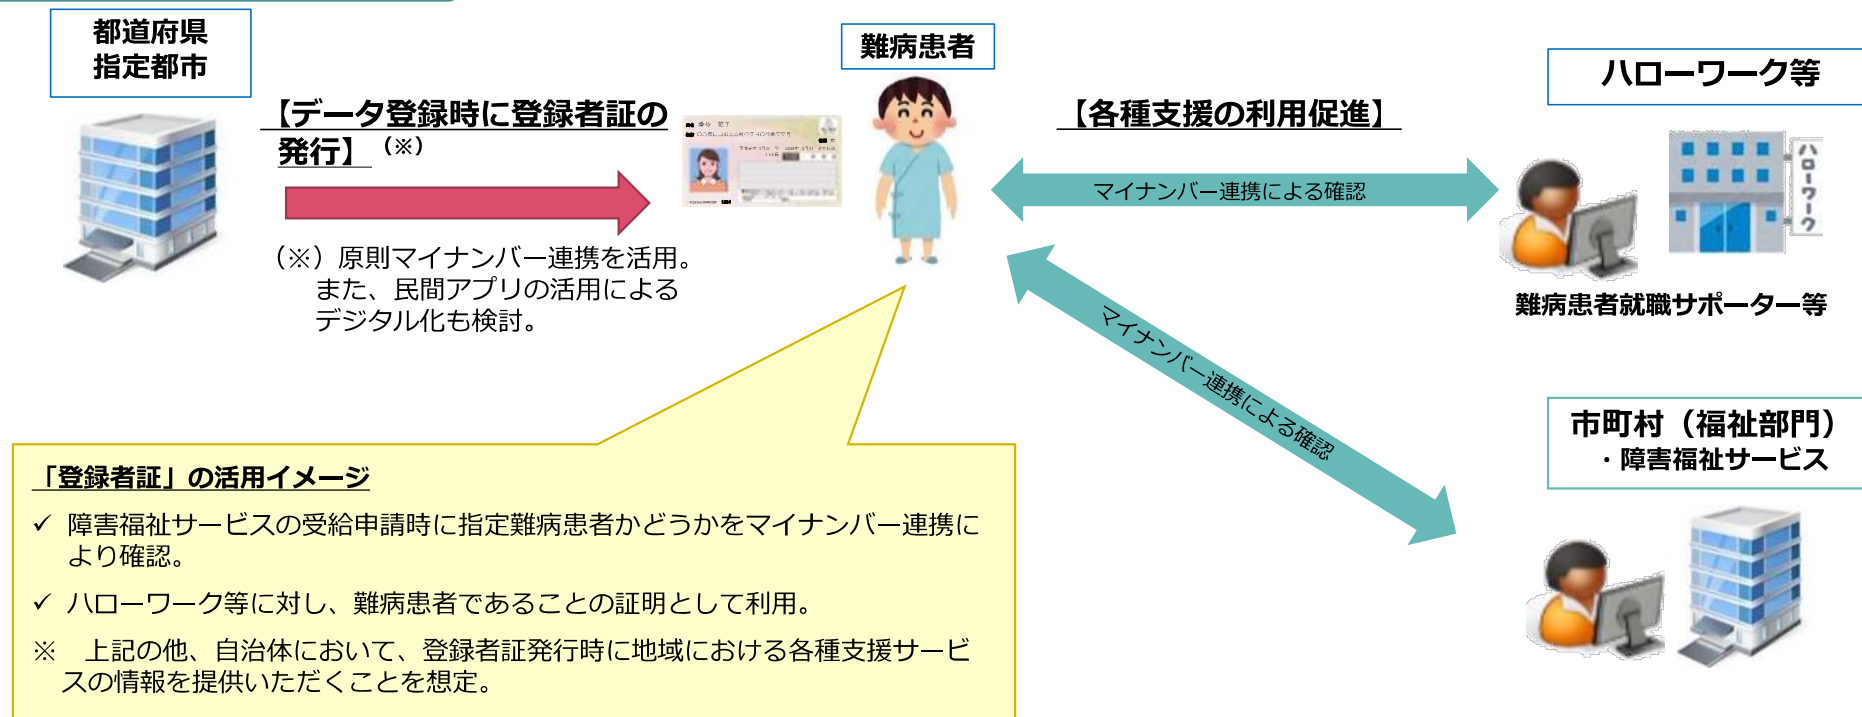 都道府県
指定都市
難病患者
ハローワーク等
【データ登録時に登録者証の
発行】（※）
【各種支援の利用促進】
マイナンバー連携による確認
ハローワーク
（※）原則マイナンバー連携を活用。
また、民間アプリの活用による
デジタル化も検討。
難病患者就職サポーター等
マイナンバー連携による確認
市町村（福祉部門）
・障害福祉サービス
「登録者証」の活用イメージ
✓ 障害福祉サービスの受給申請時に指定難病患者かどうかをマイナンバー連携に
より確認。
✓ ハローワーク等に対し、難病患者であることの証明として利用。
※　上記の他、自治体において、登録者証発行時に地域における各種支援サービ
スの情報を提供いただくことを想定。